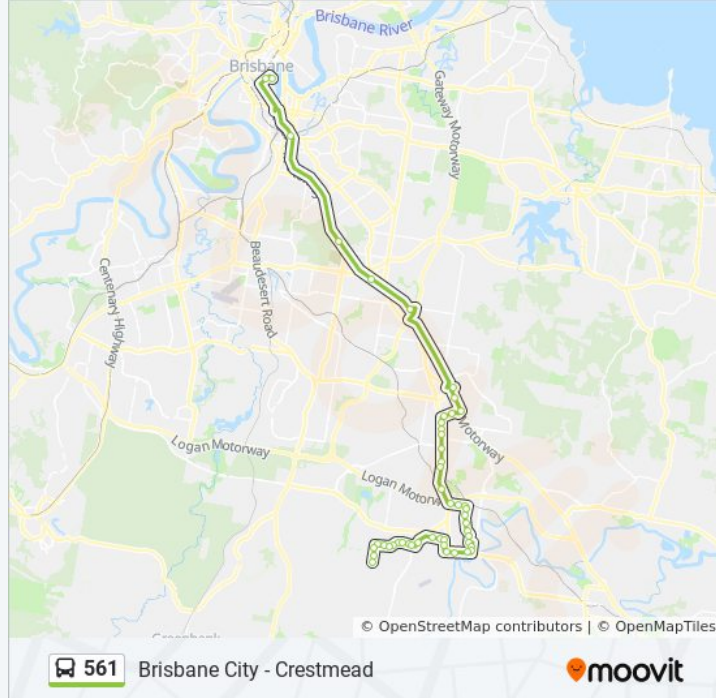 Brisbane River
Brisbane
Gateway Motorway
Beaudesert Road
Centenary Highway
Motorway
Logan Motorway
Logan Motorw
© OpenStreetMap contributors | © OpenMapTiles
561 Brisbane City - Crestmead
moovit